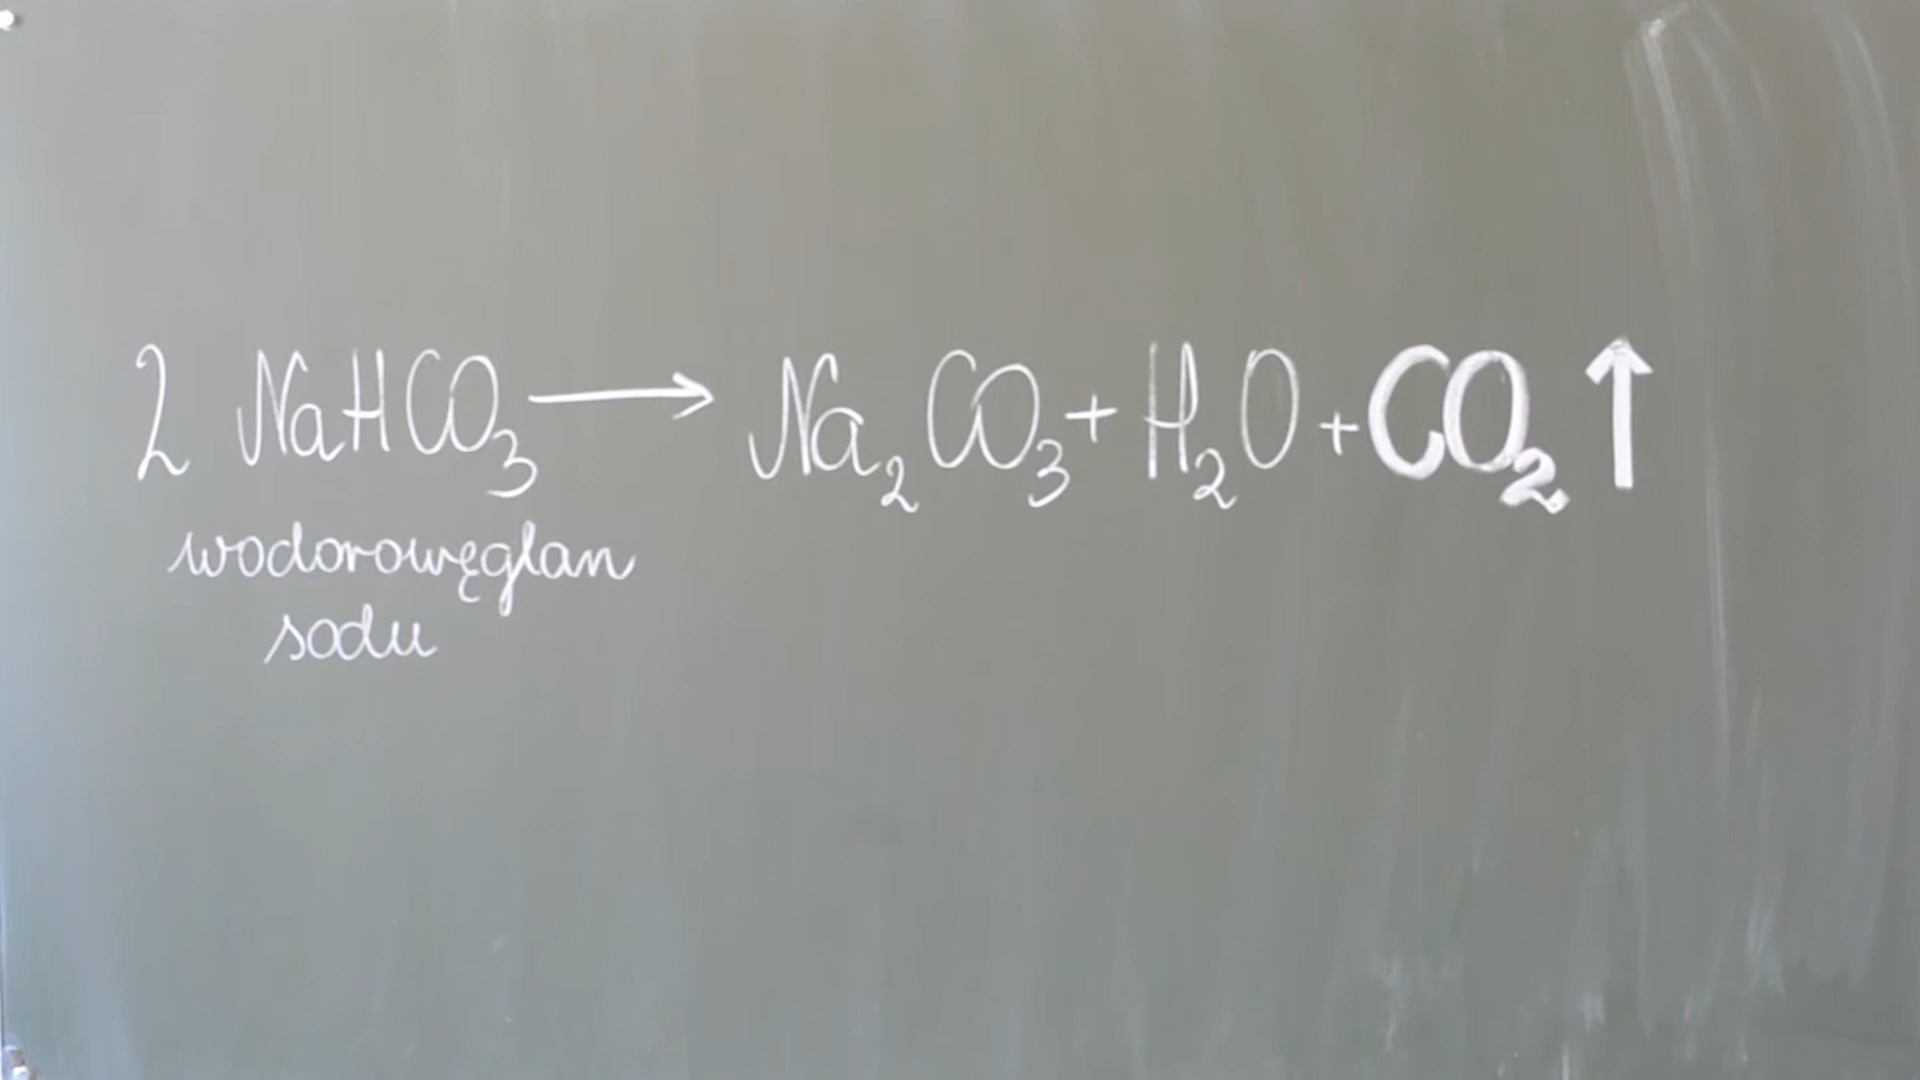 2 NaHCO₃ → Na₂CO₃ + H₂O + CO₂ ↑
wodorowęglan
sodu